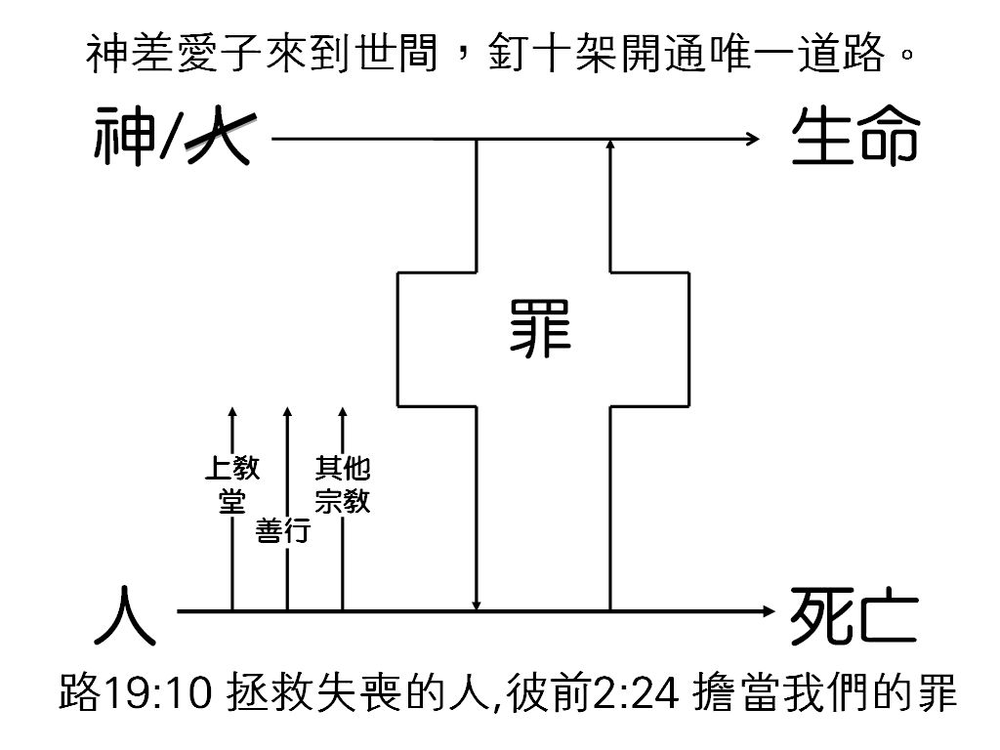 神差愛子來到世間，釘十架開通唯一道路。
神/人
生命
罪
上教
堂
善行
其他
宗教
人
死亡
路19:10 拯救失喪的人,彼前2:24 擔當我們的罪